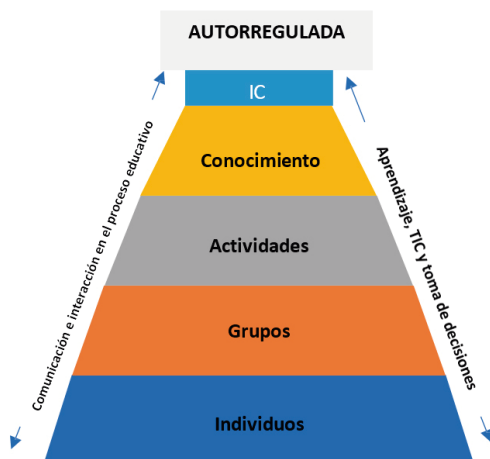 AUTORREGULADA
IC
Conocimiento
Actividades
Grupos
Individuos
Comunicación e interacción en el proceso educativo
Aprendizaje, TIC y toma de decisiones